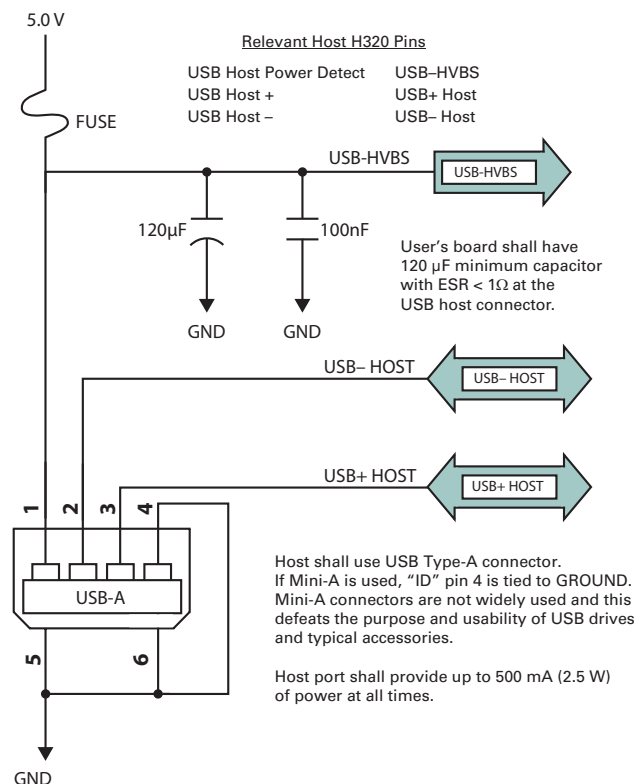 5.0 V
Relevant Host H320 Pins
USB Host Power Detect USB–HVBS
USB Host + USB+ Host
USB Host – USB– Host
FUSE
USB-HVBS
USB-HVBS
120µF
100nF
User's board shall have
120 µF minimum capacitor
with ESR < 1Ω at the
USB host connector.
GND
GND
USB– HOST
USB– HOST
USB+ HOST
USB+ HOST
1
2
3
4
USB-A
Host shall use USB Type-A connector.
If Mini-A is used, “ID” pin 4 is tied to GROUND.
Mini-A connectors are not widely used and this
defeats the purpose and usability of USB drives
and typical accessories.
5
6
Host port shall provide up to 500 mA (2.5 W)
of power at all times.
GND